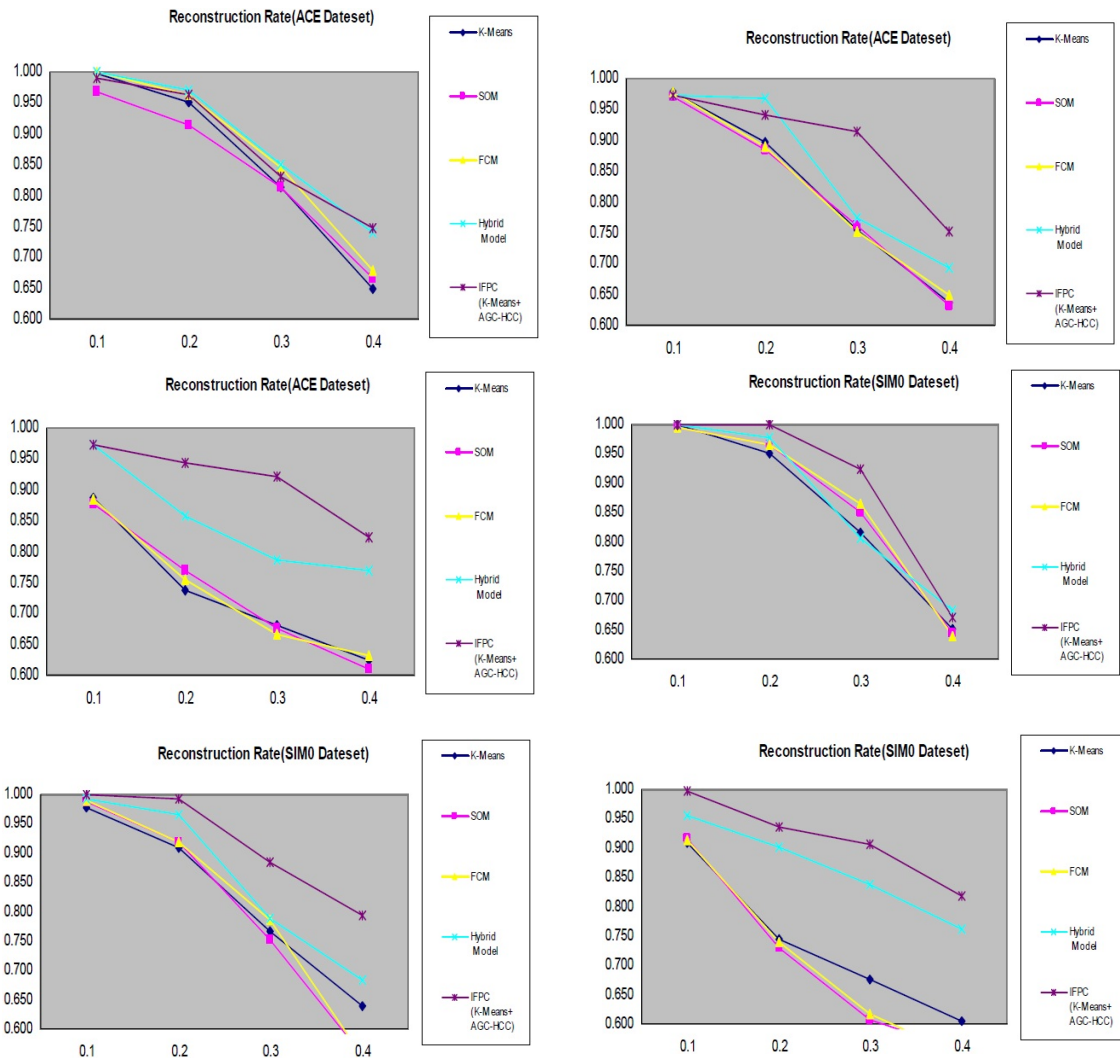 Reconstruction Rate(ACE Dateset)
1.000
0.950
0.900
0.850
0.800
0.750
0.700
0.650
0.600
0.1 0.2 0.3 0.4
K-Means
SOM
FCM
Hybrid
Model
IFPC
(K-Means+
AGC-HCC)
Reconstruction Rate(ACE Dateset)
1.000
0.950
0.900
0.850
0.800
0.750
0.700
0.650
0.600
0.1 0.2 0.3 0.4
K-Means
SOM
FCM
Hybrid
Model
IFPC
(K-Means+
AGC-HCC)
Reconstruction Rate(ACE Dateset)
1.000
0.950
0.900
0.850
0.800
0.750
0.700
0.650
0.600
0.1 0.2 0.3 0.4
K-Means
SOM
FCM
Hybrid
Model
IFPC
(K-Means+
AGC-HCC)
Reconstruction Rate(SIM0 Dateset)
1.000
0.950
0.900
0.850
0.800
0.750
0.700
0.650
0.600
0.1 0.2 0.3 0.4
K-Means
SOM
FCM
Hybrid
Model
IFPC
(K-Means+
AGC-HCC)
Reconstruction Rate(SIM0 Dateset)
1.000
0.950
0.900
0.850
0.800
0.750
0.700
0.650
0.600
0.1 0.2 0.3 0.4
K-Means
SOM
FCM
Hybrid
Model
IFPC
(K-Means+
AGC-HCC)
Reconstruction Rate(SIM0 Dateset)
1.000
0.950
0.900
0.850
0.800
0.750
0.700
0.650
0.600
0.1 0.2 0.3 0.4
K-Means
SOM
FCM
Hybrid
Model
IFPC
(K-Means+
AGC-HCC)